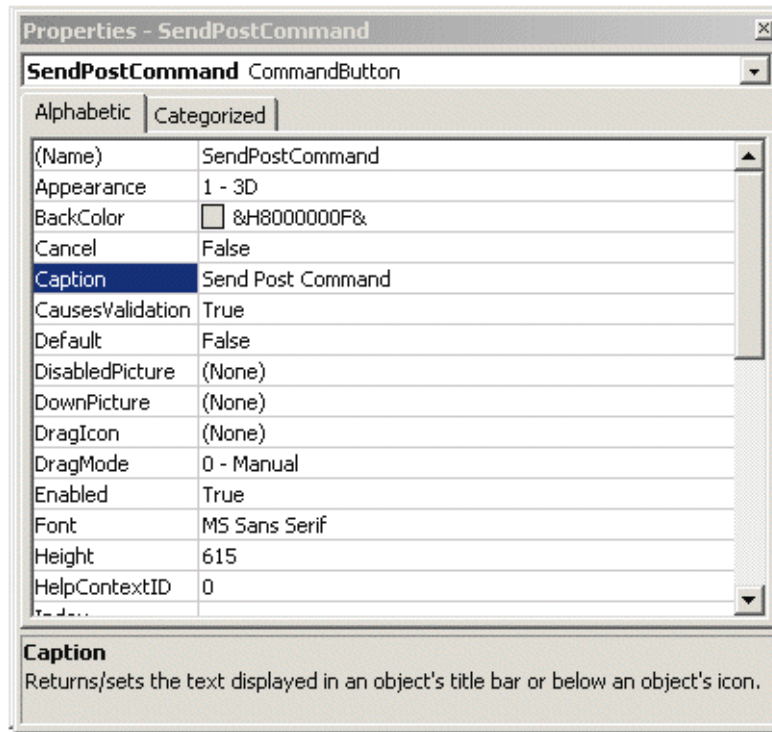 Properties - SendPostCommand
SendPostCommand CommandButton
Alphabetic Categorized
(Name) SendPostCommand
Appearance 1 - 3D
BackColor &H8000000F&
Cancel False
Caption Send Post Command
CausesValidation True
Default False
DisabledPicture (None)
DownPicture (None)
DragIcon (None)
DragMode 0 - Manual
Enabled True
Font MS Sans Serif
Height 615
HelpContextID 0
Caption
Returns/sets the text displayed in an object's title bar or below an object's icon.